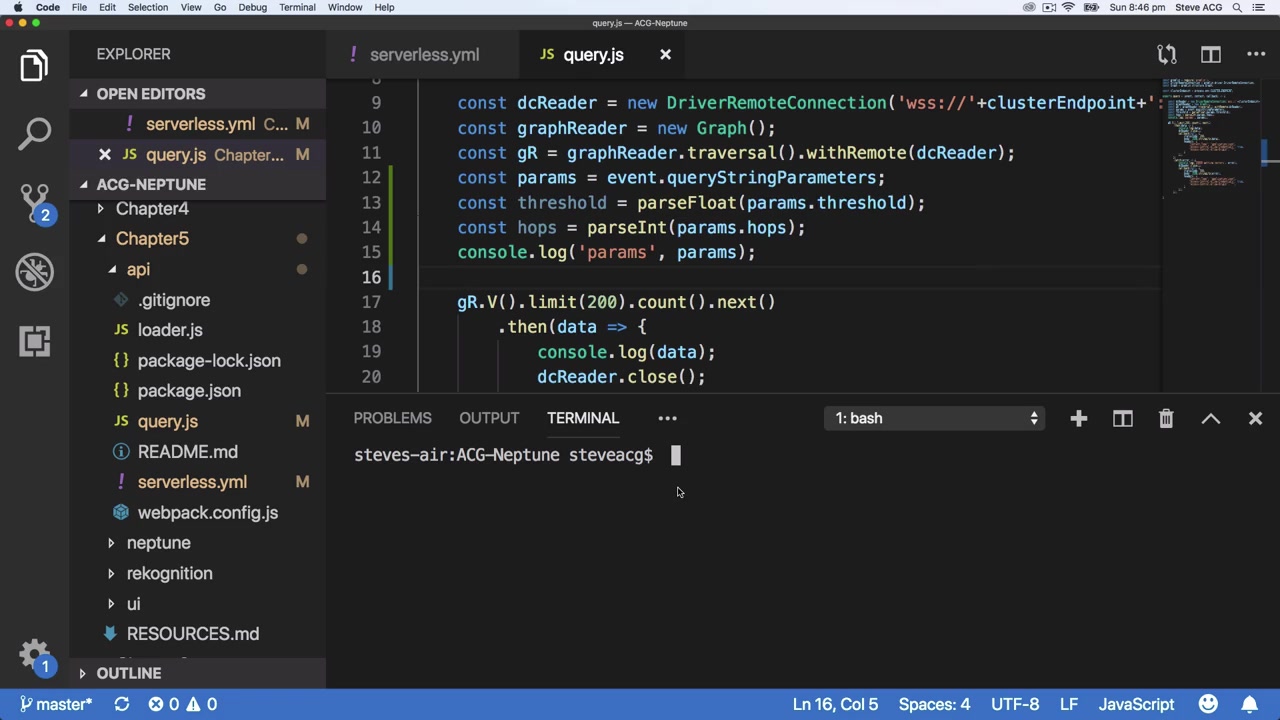 Code File Edit Selection View Go Debug Terminal Window Help Sun 8:46 pm Steve ACG
query.js — ACG-Neptune
EXPLORER
OPEN EDITORS
! serverless.yml C... M
JS query.js Chapter... M
ACG-NEPTUNE
Chapter4
Chapter5
api
.gitignore
JS loader.js
{} package-lock.json
{} package.json
JS query.js M
README.md
! serverless.yml M
webpack.config.js
neptune
rekognition
ui
RESOURCES.md
OUTLINE
2
1
! serverless.yml
JS query.js
9 const dcReader = new DriverRemoteConnection('wss://'+clusterEndpoint+':
10 const graphReader = new Graph();
11 const gR = graphReader.traversal().withRemote(dcReader);
12 const params = event.queryStringParameters;
13 const threshold = parseFloat(params.threshold);
14 const hops = parseInt(params.hops);
15 console.log('params', params);
16
17 gR.V().limit(200).count().next()
18 .then(data => {
19 console.log(data);
20 dcReader.close();
PROBLEMS OUTPUT TERMINAL ... 1: bash
steves-air:ACG-Neptune steveacg$
master* 0 0 Ln 16, Col 5 Spaces: 4 UTF-8 LF JavaScript